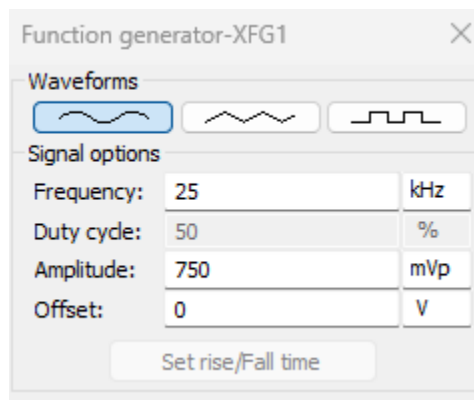 Function generator-XFG1
Waveforms
Signal options
Frequency: 25 kHz
Duty cycle: 50 %
Amplitude: 750 mVp
Offset: 0 V
Set rise/Fall time